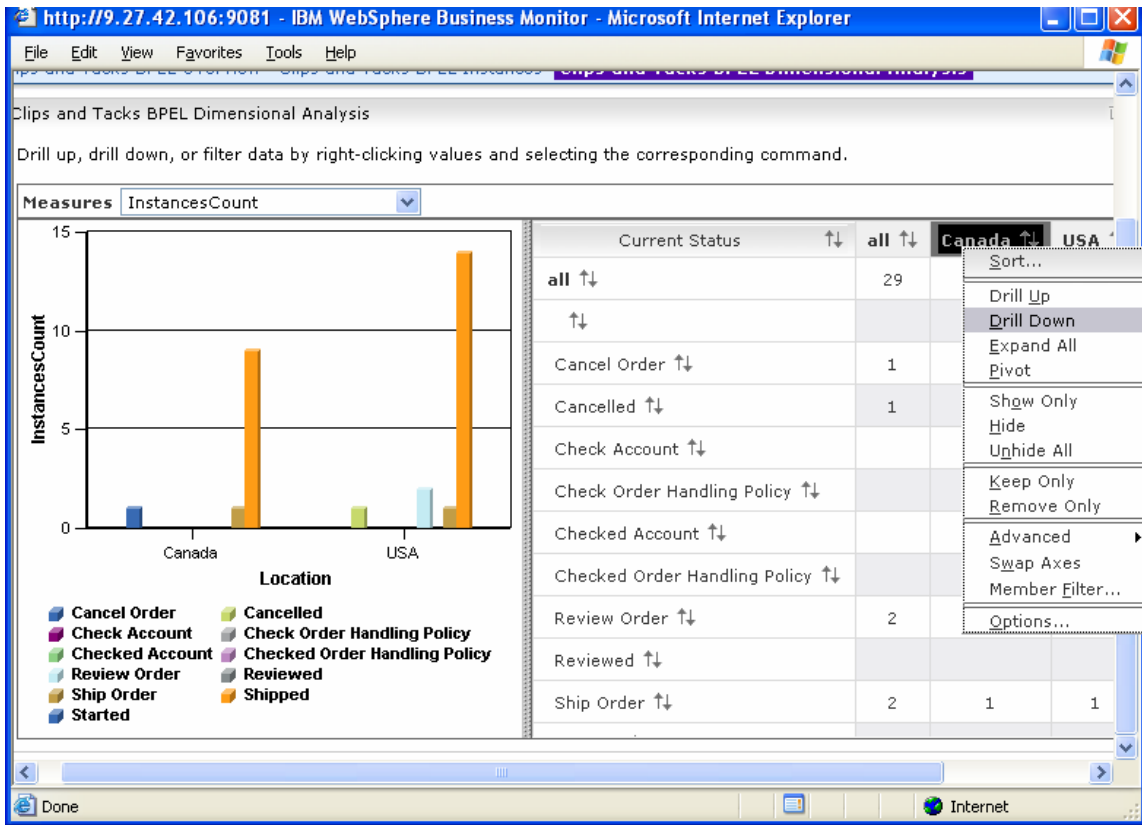 http://9.27.42.106:9081 - IBM WebSphere Business Monitor - Microsoft Internet Explorer
File Edit View Favorites Tools Help
Clips and Tacks BPEL Dimensional Analysis
Clips and Tacks BPEL Dimensional Analysis
Drill up, drill down, or filter data by right-clicking values and selecting the corresponding command.
Measures InstancesCount
15
10
5
0
InstancesCount
Canada USA
Location
Cancel Order Cancelled
Check Account Check Order Handling Policy
Checked Account Checked Order Handling Policy
Review Order Reviewed
Ship Order Shipped
Started
Current Status all Canada USA
all 29
Cancel Order 1
Cancelled 1
Check Account
Check Order Handling Policy
Checked Account
Checked Order Handling Policy
Review Order 2
Reviewed
Ship Order 2 1 1
Sort...
Drill Up
Drill Down
Expand All
Pivot
Show Only
Hide
Unhide All
Keep Only
Remove Only
Advanced
Swap Axes
Member Filter...
Options...
Done Internet